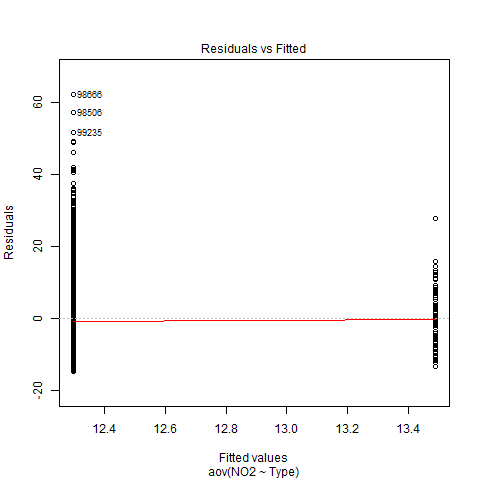 Residuals vs Fitted
98666
98506
99235
Residuals
60
40
20
0
-20
12.4 12.6 12.8 13.0 13.2 13.4
Fitted values
aov(NO2 ~ Type)